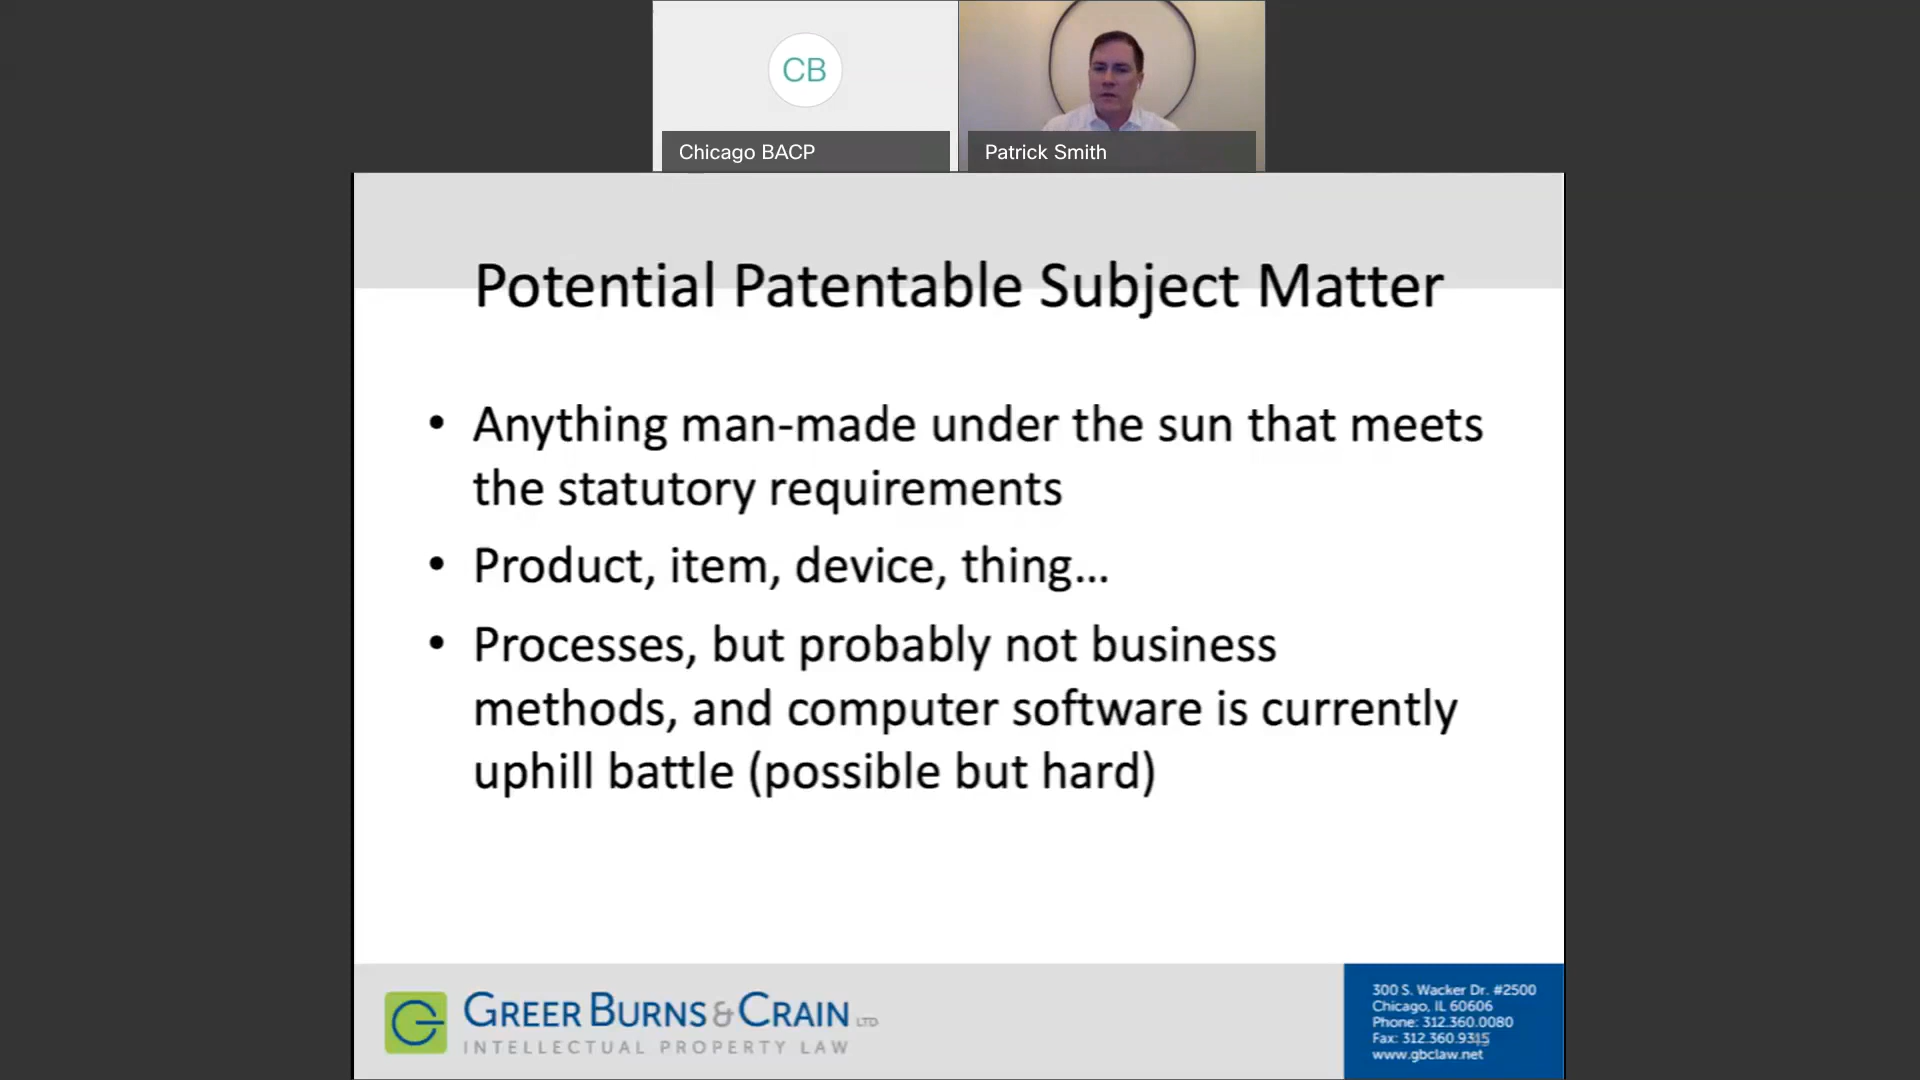 CB
Chicago BACP
Patrick Smith
Potential Patentable Subject Matter
• Anything man-made under the sun that meets
the statutory requirements
• Product, item, device, thing...
• Processes, but probably not business
methods, and computer software is currently
uphill battle (possible but hard)
GREER BURNS & CRAIN LTD
INTELLECTUAL PROPERTY LAW
300 S. Wacker Dr. #2500
Chicago, IL 60606
Phone: 312.360.0080
Fax: 312.360.9315
www.gbclaw.net